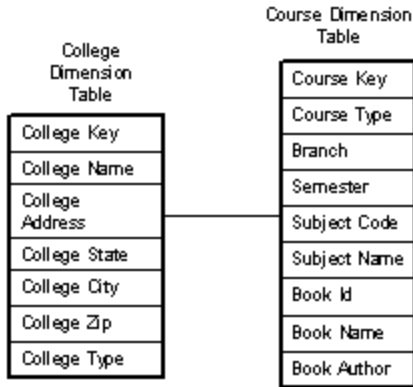 College
Dimension
Table
College Key
College Name
College
Address
College State
College City
College Zip
College Type
Course Dimension
Table
Course Key
Course Type
Branch
Semester
Subject Code
Subject Name
Book Id
Book Name
Book Author